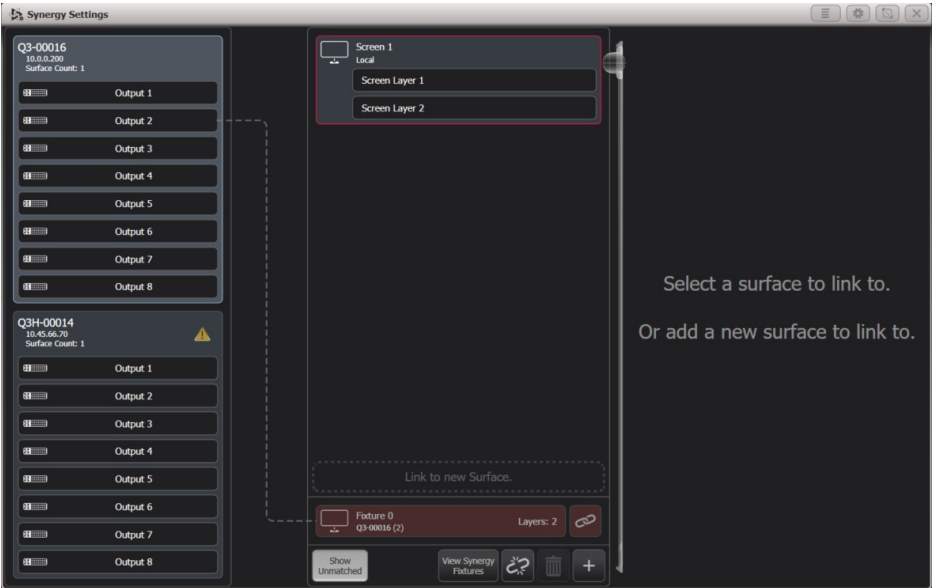 Synergy Settings
Q3-00016
10.0.0.200
Surface Count: 1
Output 1
Output 2
Output 3
Output 4
Output 5
Output 6
Output 7
Output 8
Q3H-00014
10.45.66.70
Surface Count: 1
Output 1
Output 2
Output 3
Output 4
Output 5
Output 6
Output 7
Output 8
Screen 1
Local
Screen Layer 1
Screen Layer 2
Link to new Surface.
Fixture 0
Q3-00016 (2)
Layers: 2
Show
Unmatched
View Synergy
Fixtures
Select a surface to link to.
Or add a new surface to link to.